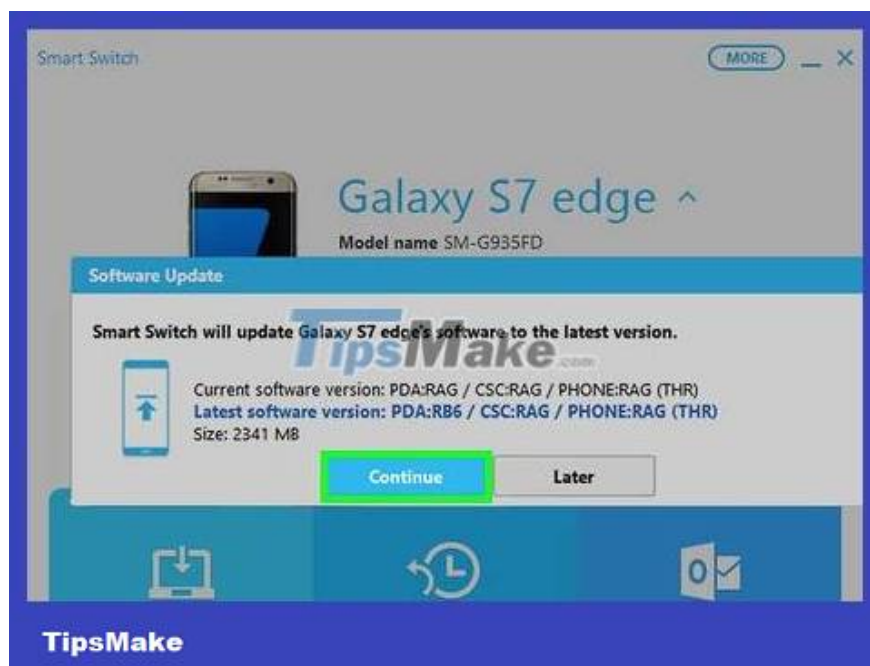 Smart Switch
MORE
Galaxy S7 edge
Model name SM-G935FD
Software Update
Smart Switch will update Galaxy S7 edge's software to the latest version.
TipsMake.com
Current software version: PDA:RAG / CSC:RAG / PHONE:RAG (THR)
Latest software version: PDA:RB6 / CSC:RAG / PHONE:RAG (THR)
Size: 2341 MB
Continue
Later
TipsMake